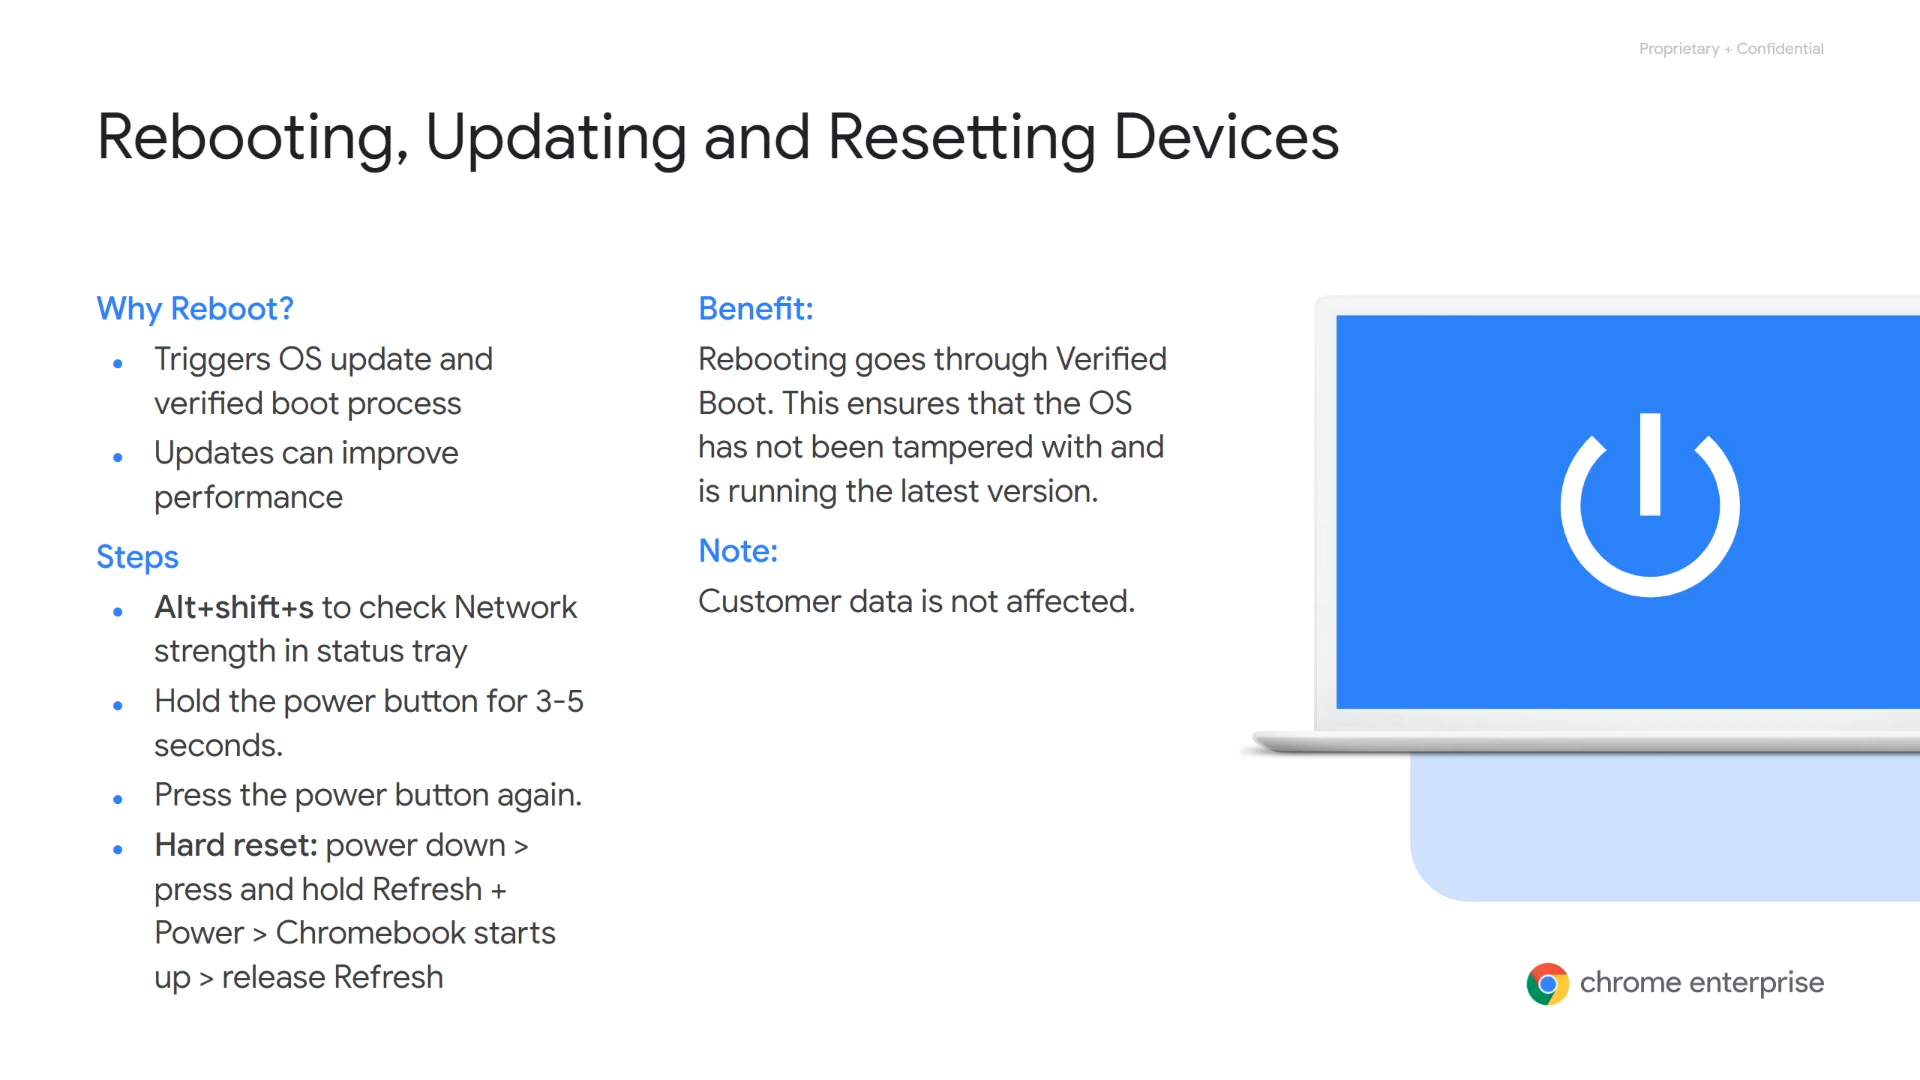 Proprietary + Confidential
Rebooting, Updating and Resetting Devices
Why Reboot?
Triggers OS update and
verified boot process
Updates can improve
performance
Steps
Alt+shift+s to check Network
strength in status tray
Hold the power button for 3-5
seconds.
Press the power button again.
Hard reset: power down >
press and hold Refresh +
Power > Chromebook starts
up > release Refresh
Benefit:
Rebooting goes through Verified
Boot. This ensures that the OS
has not been tampered with and
is running the latest version.
Note:
Customer data is not affected.
chrome enterprise